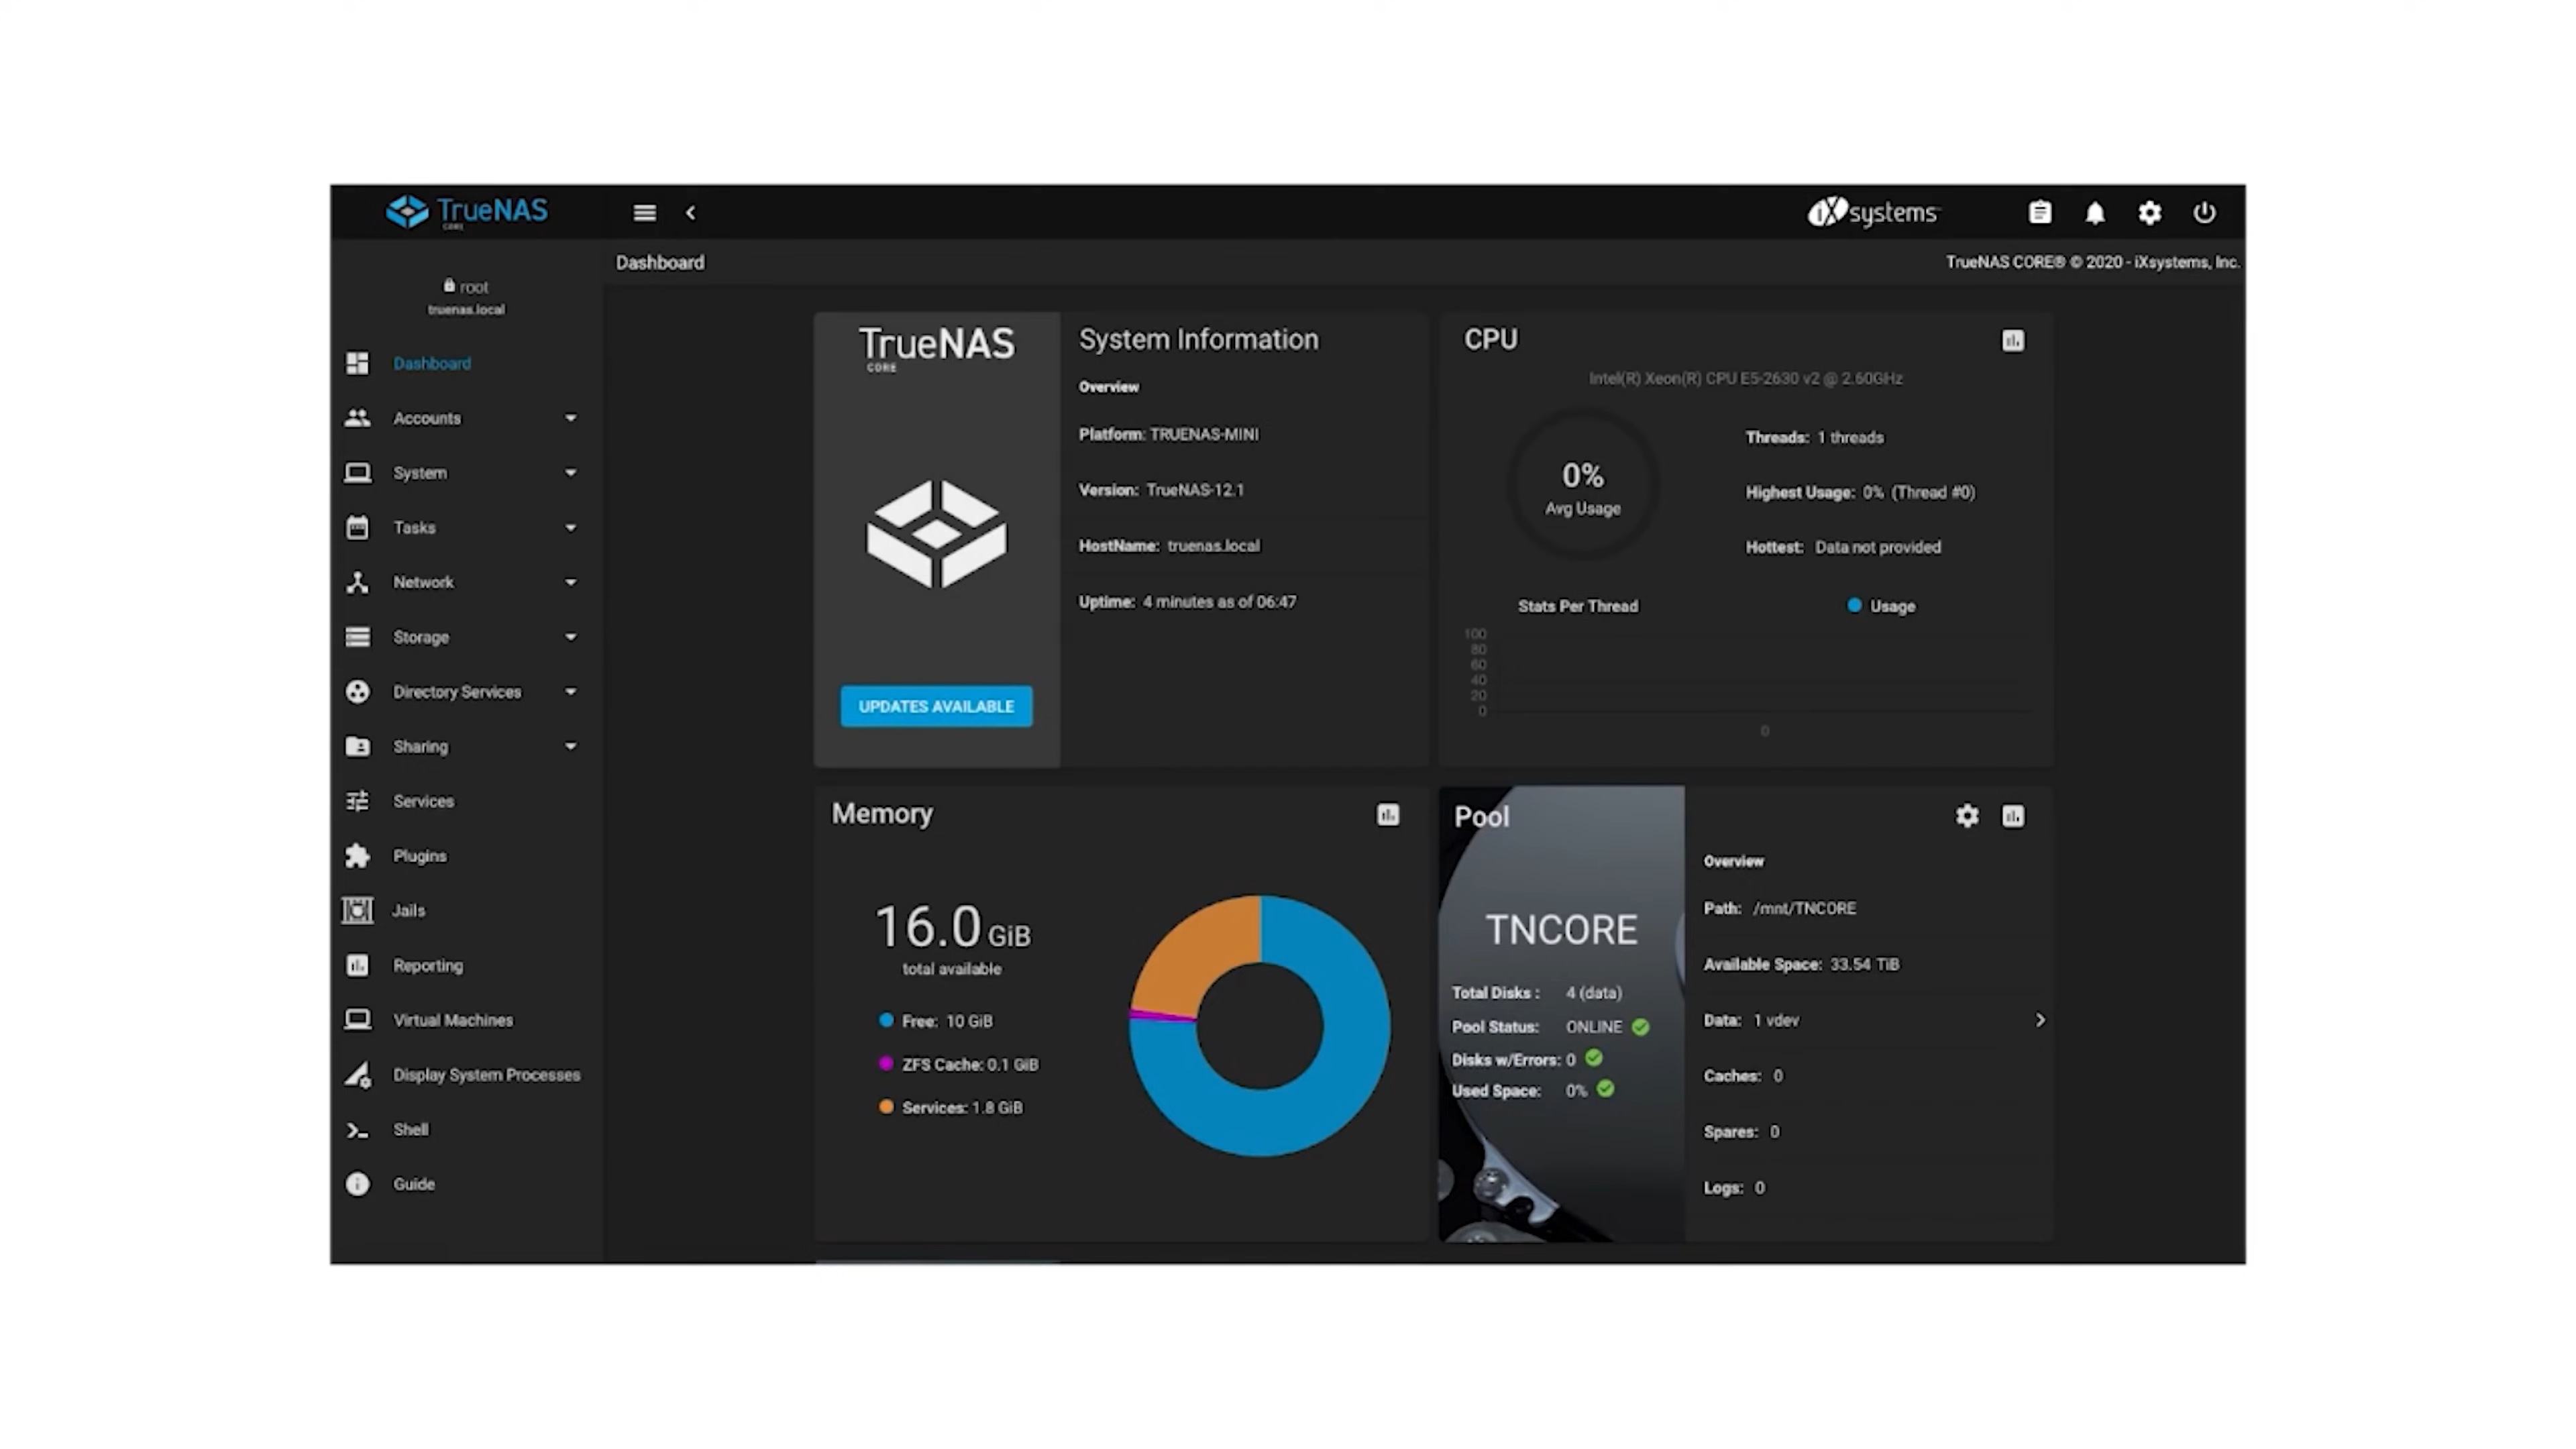 TrueNAS
CORE
iXsystems
Dashboard
TrueNAS CORE® © 2020 - iXsystems, Inc.
root
truenas.local
Dashboard
Accounts
System
Tasks
Network
Storage
Directory Services
Sharing
Services
Plugins
Jails
Reporting
Virtual Machines
Display System Processes
Shell
Guide
TrueNAS
CORE
UPDATES AVAILABLE
System Information
Overview
Platform: TRUENAS-MINI
Version: TrueNAS-12.1
HostName: truenas.local
Uptime: 4 minutes as of 06:47
CPU
Intel(R) Xeon(R) CPU E5-2630 v2 @ 2.60GHz
0%
Avg Usage
Threads: 1 threads
Highest Usage: 0% (Thread #0)
Hottest: Data not provided
Stats Per Thread
Usage
100
80
60
40
20
0
0
Memory
16.0 GiB
total available
Free: 10 GiB
ZFS Cache: 0.1 GiB
Services: 1.8 GiB
Pool
TNCORE
Total Disks : 4 (data)
Pool Status: ONLINE
Disks w/Errors: 0
Used Space: 0%
Overview
Path: /mnt/TNCORE
Available Space: 33.54 TiB
Data: 1 vdev
Caches: 0
Spares: 0
Logs: 0